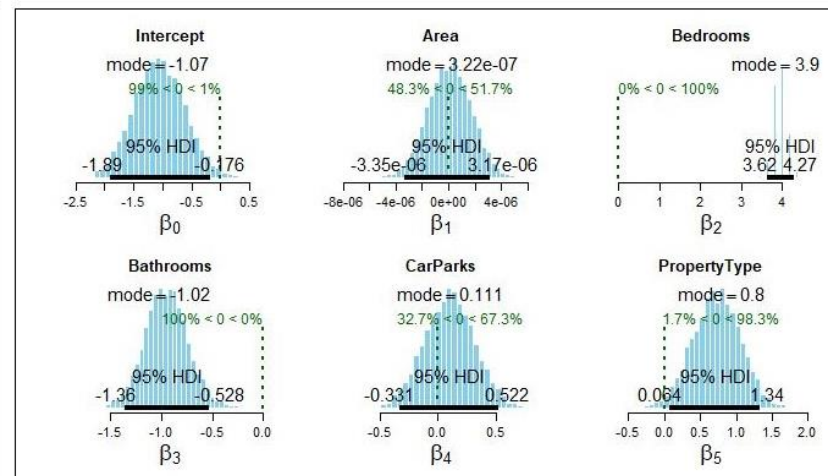 Intercept
mode = -1.07
99% < 0 < 1%
95% HDI
-1.89 -0.176
-2.5 -1.5 -0.5 0.5
β0
Area
mode = 3.22e-07
48.3% < 0 < 51.7%
95% HDI
-3.35e-06 3.17e-06
-8e-06 -4e-06 0e+00 4e-06
β1
Bedrooms
mode = 3.9
0% < 0 < 100%
95% HDI
3.62 4.27
0 1 2 3 4
β2
Bathrooms
mode = -1.02
100% < 0 < 0%
95% HDI
-1.36 -0.528
-1.5 -1.0 -0.5 0.0
β3
CarParks
mode = 0.111
32.7% < 0 < 67.3%
95% HDI
-0.331 0.522
-0.5 0.0 0.5
β4
PropertyType
mode = 0.8
1.7% < 0 < 98.3%
95% HDI
0.064 1.34
-0.5 0.0 0.5 1.0 1.5 2.0
β5